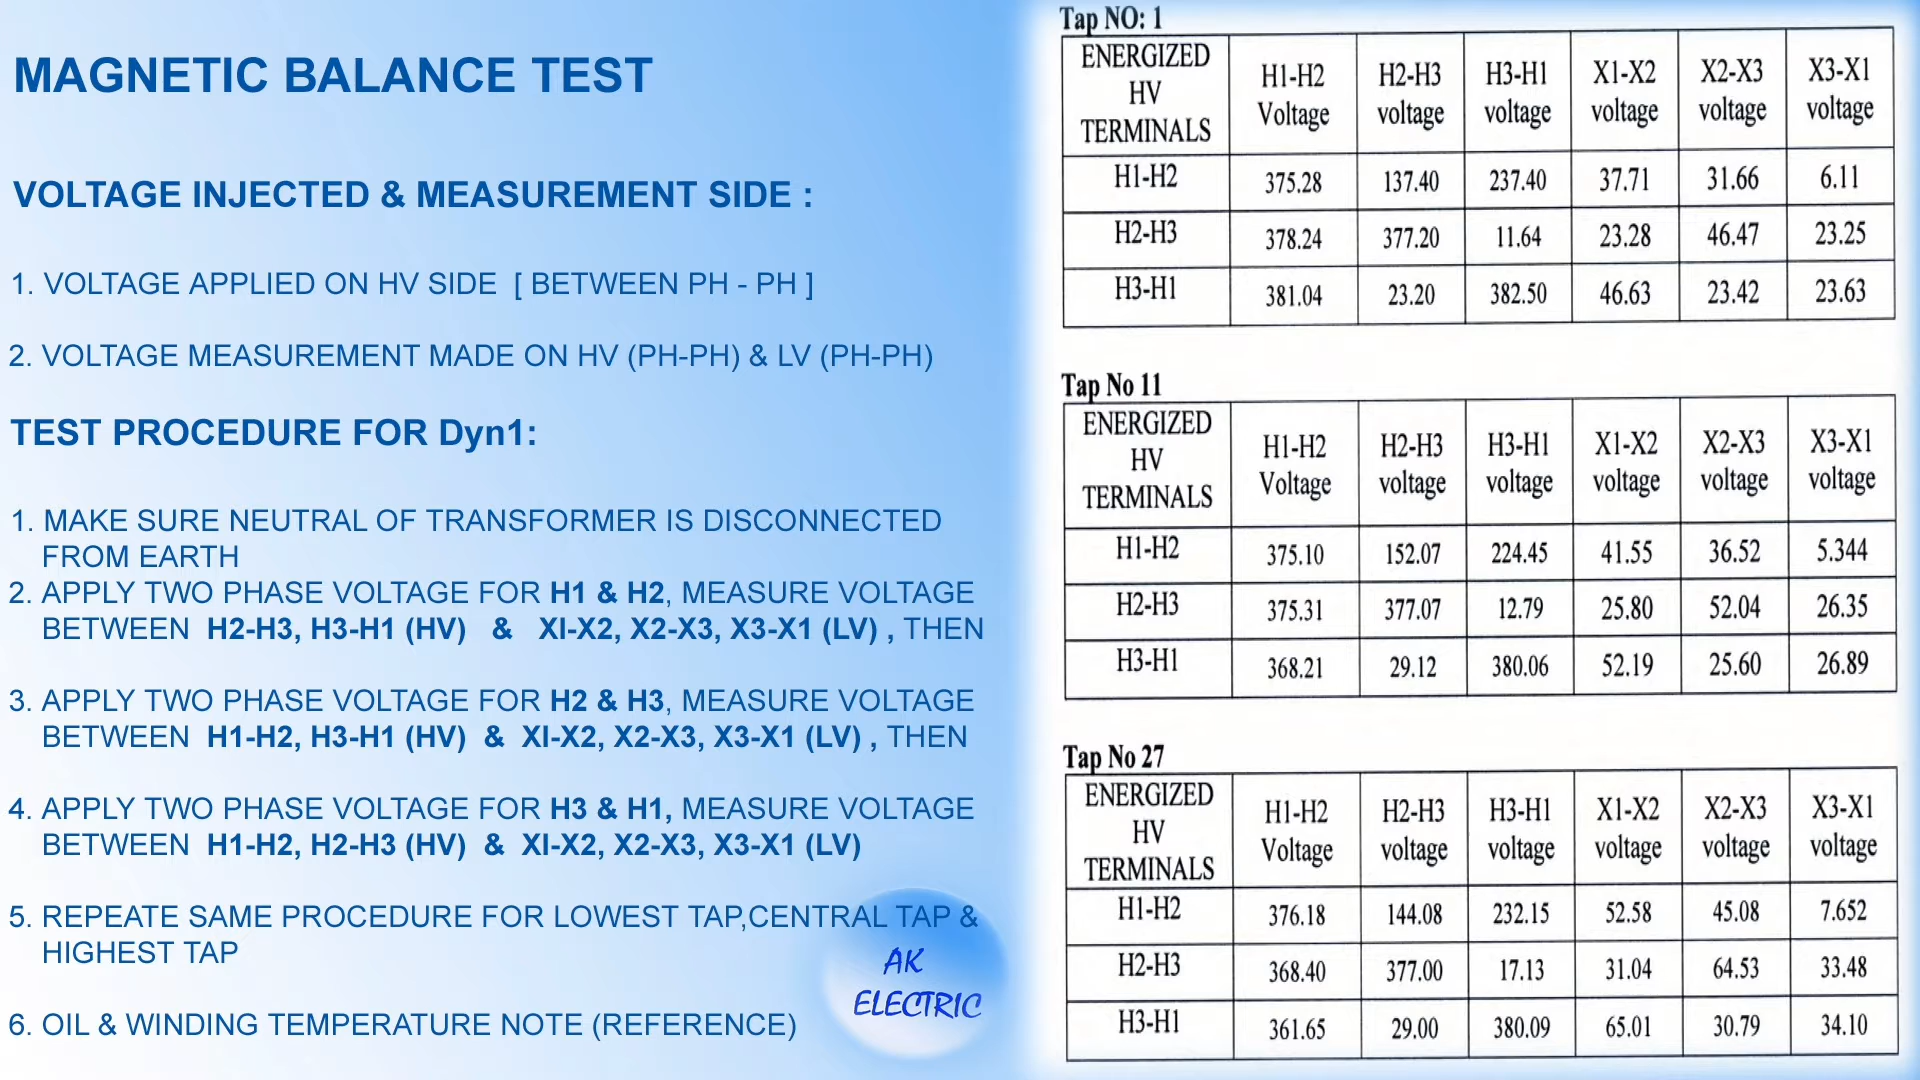 MAGNETIC BALANCE TEST
VOLTAGE INJECTED & MEASUREMENT SIDE :
1. VOLTAGE APPLIED ON HV SIDE [ BETWEEN PH - PH ]
2. VOLTAGE MEASUREMENT MADE ON HV (PH-PH) & LV (PH-PH)
TEST PROCEDURE FOR Dyn1:
1. MAKE SURE NEUTRAL OF TRANSFORMER IS DISCONNECTED
FROM EARTH
2. APPLY TWO PHASE VOLTAGE FOR H1 & H2, MEASURE VOLTAGE
BETWEEN H2-H3, H3-H1 (HV) & XI-X2, X2-X3, X3-X1 (LV) , THEN
3. APPLY TWO PHASE VOLTAGE FOR H2 & H3, MEASURE VOLTAGE
BETWEEN H1-H2, H3-H1 (HV) & XI-X2, X2-X3, X3-X1 (LV) , THEN
4. APPLY TWO PHASE VOLTAGE FOR H3 & H1, MEASURE VOLTAGE
BETWEEN H1-H2, H2-H3 (HV) & XI-X2, X2-X3, X3-X1 (LV)
5. REPEATE SAME PROCEDURE FOR LOWEST TAP,CENTRAL TAP &
HIGHEST TAP
6. OIL & WINDING TEMPERATURE NOTE (REFERENCE)
AK
ELECTRIC
Tap NO: 1
ENERGIZED HV TERMINALS H1-H2 Voltage H2-H3 voltage H3-H1 voltage X1-X2 voltage X2-X3 voltage X3-X1 voltage
H1-H2 375.28 137.40 237.40 37.71 31.66 6.11
H2-H3 378.24 377.20 11.64 23.28 46.47 23.25
H3-H1 381.04 23.20 382.50 46.63 23.42 23.63
Tap No 11
ENERGIZED HV TERMINALS H1-H2 Voltage H2-H3 voltage H3-H1 voltage X1-X2 voltage X2-X3 voltage X3-X1 voltage
H1-H2 375.10 152.07 224.45 41.55 36.52 5.344
H2-H3 375.31 377.07 12.79 25.80 52.04 26.35
H3-H1 368.21 29.12 380.06 52.19 25.60 26.89
Tap No 27
ENERGIZED HV TERMINALS H1-H2 Voltage H2-H3 voltage H3-H1 voltage X1-X2 voltage X2-X3 voltage X3-X1 voltage
H1-H2 376.18 144.08 232.15 52.58 45.08 7.652
H2-H3 368.40 377.00 17.13 31.04 64.53 33.48
H3-H1 361.65 29.00 380.09 65.01 30.79 34.10